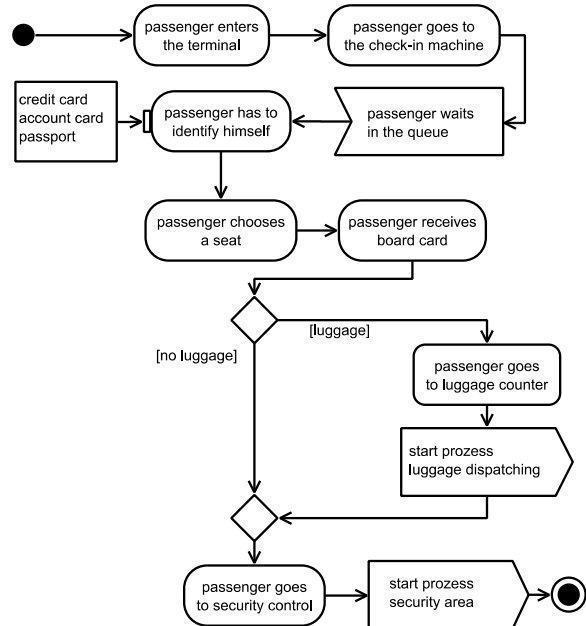 passenger enters
the terminal
passenger goes to
the check-in machine
credit card
account card
passport
passenger has to
identify himself
passenger waits
in the queue
passenger chooses
a seat
passenger receives
board card
[luggage]
[no luggage]
passenger goes
to luggage counter
start prozess
luggage dispatching
passenger goes
to security control
start prozess
security area